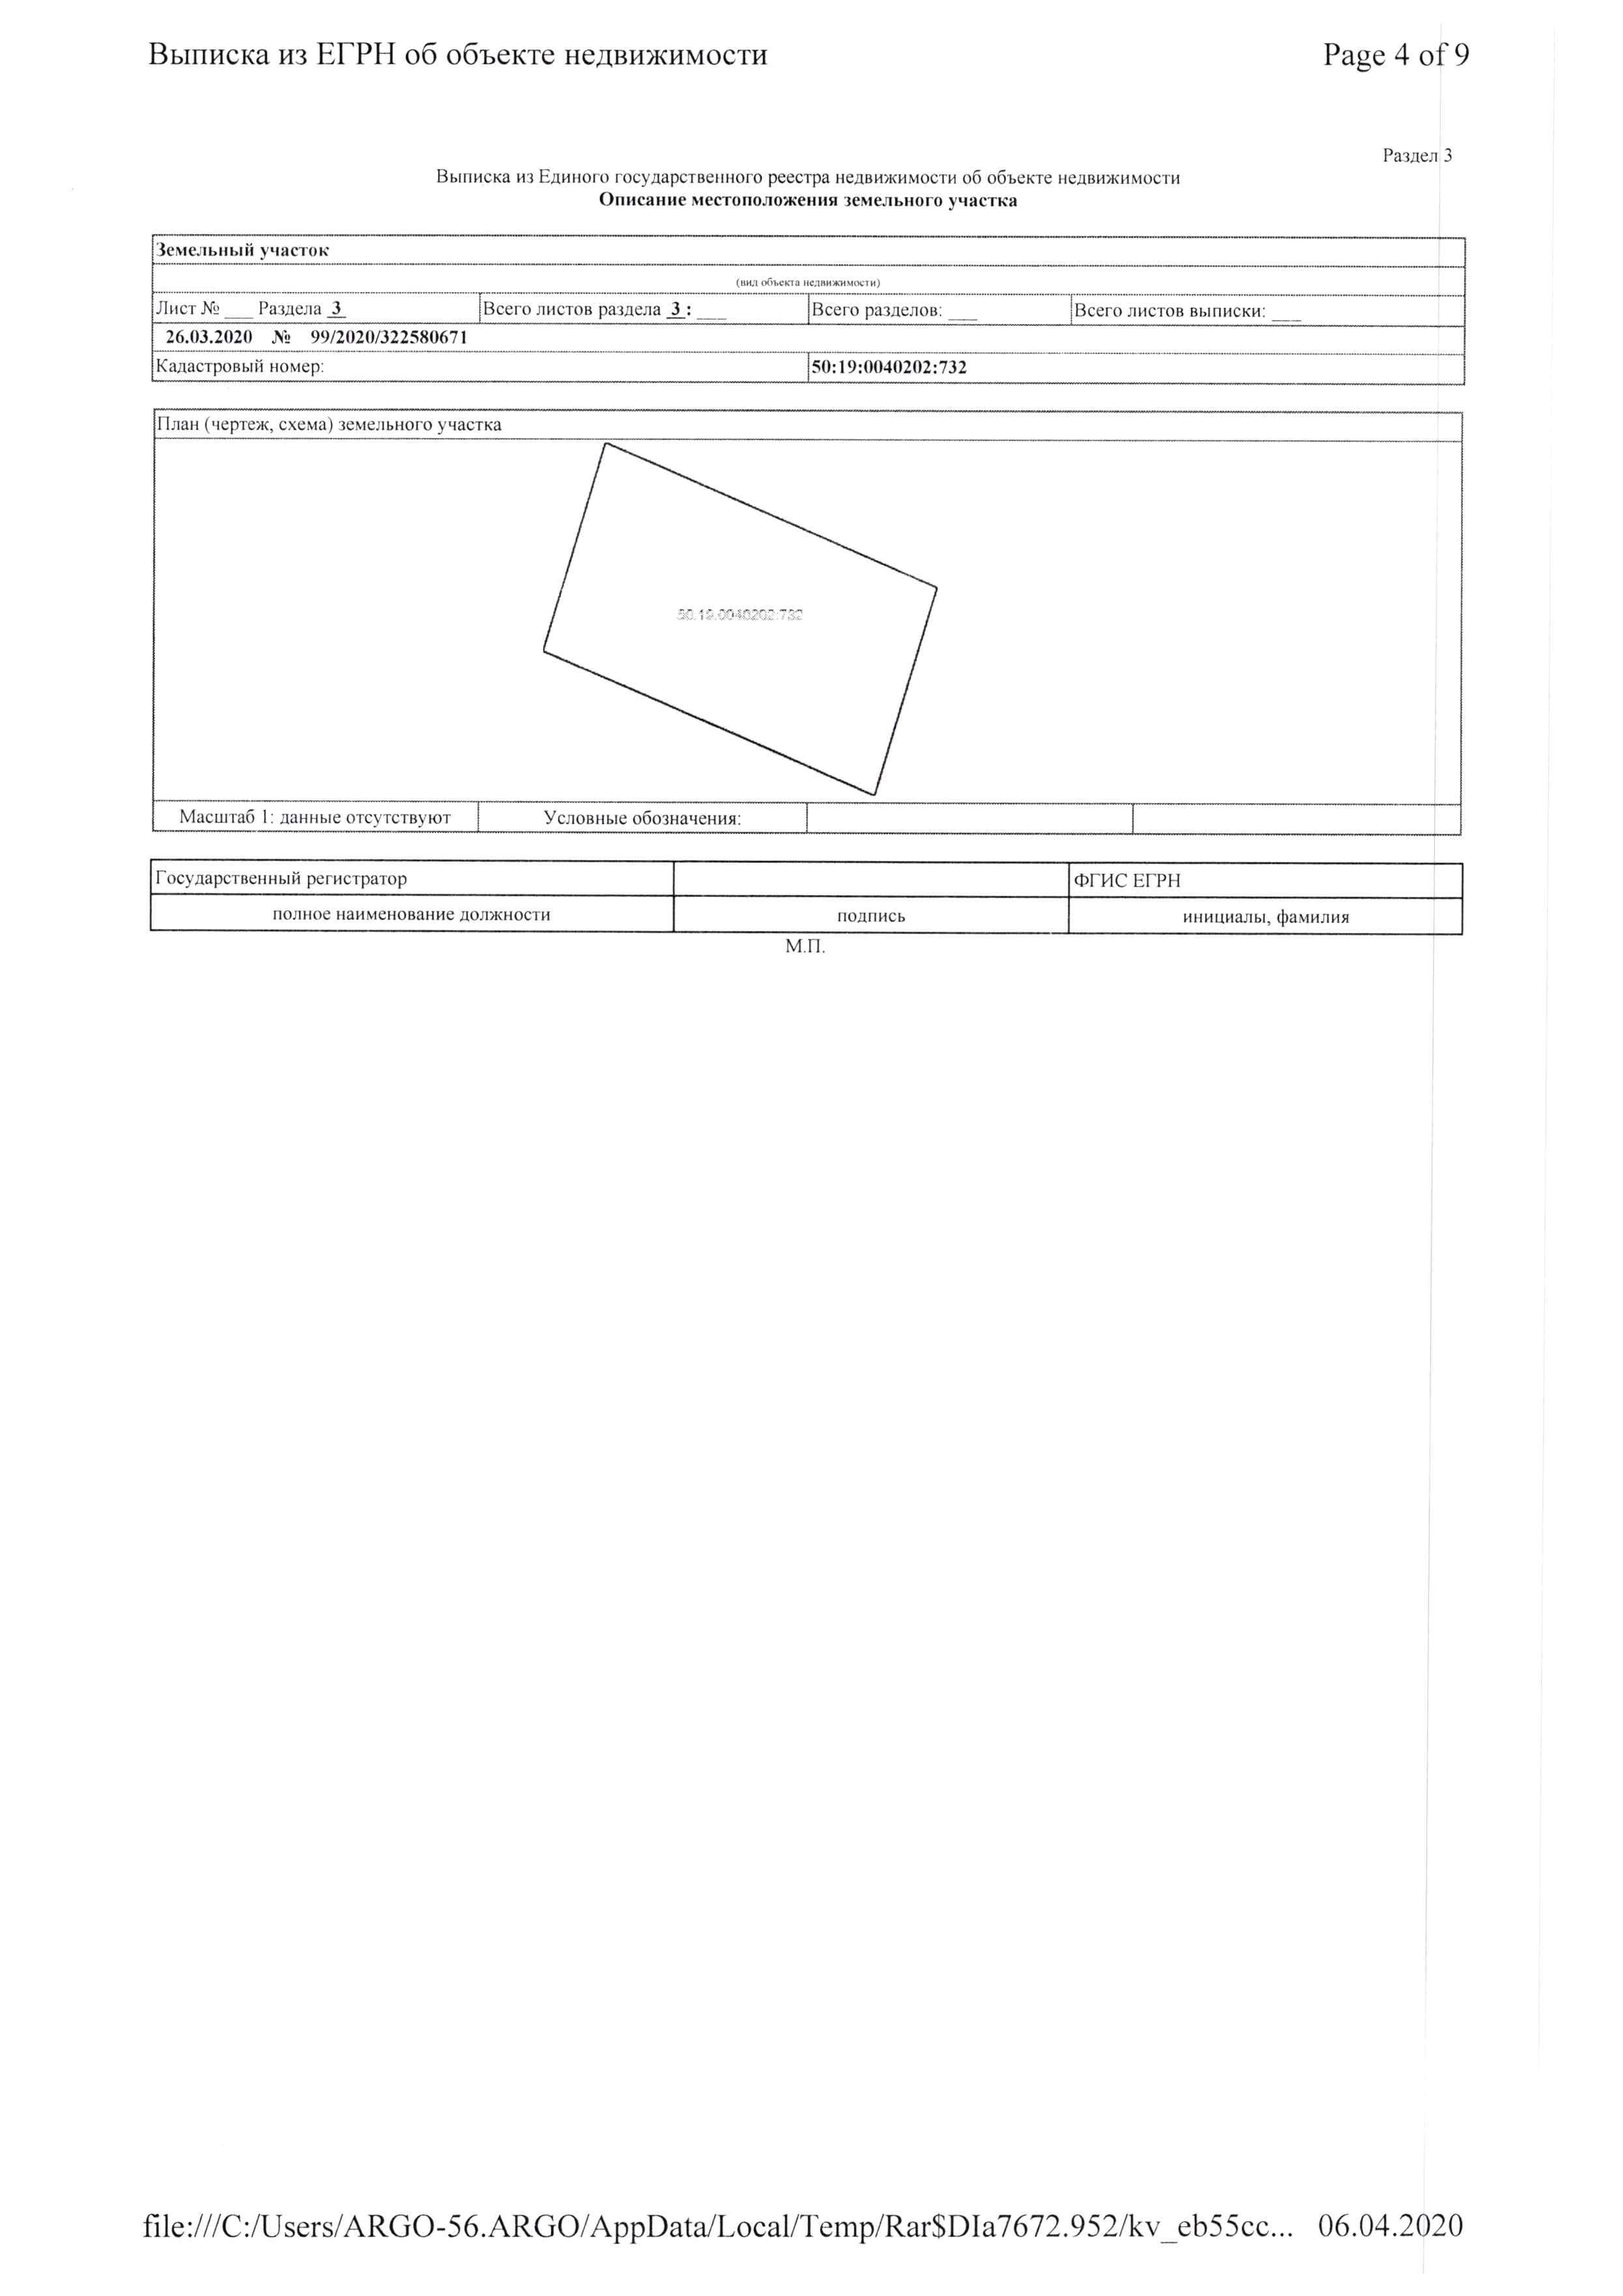 Выписка из ЕГРН об объекте недвижимости Page 4 of 9
Раздел 3
Выписка из Единого государственного реестра недвижимости об объекте недвижимости
Описание местоположения земельного участка
Земельный участок
(вид объекта недвижимости)
Лист № ___ Раздела 3 Всего листов раздела 3 : ___ Всего разделов: ___ Всего листов выписки: ___
26.03.2020 № 99/2020/322580671
Кадастровый номер: 50:19:0040202:732
План (чертеж, схема) земельного участка
50:19:0040202:732
Масштаб 1: данные отсутствуют Условные обозначения:
Государственный регистратор ФГИС ЕГРН
полное наименование должности подпись инициалы, фамилия
М.П.
file:///C:/Users/ARGO-56.ARGO/AppData/Local/Temp/Rar$DIa7672.952/kv_eb55cc... 06.04.2020